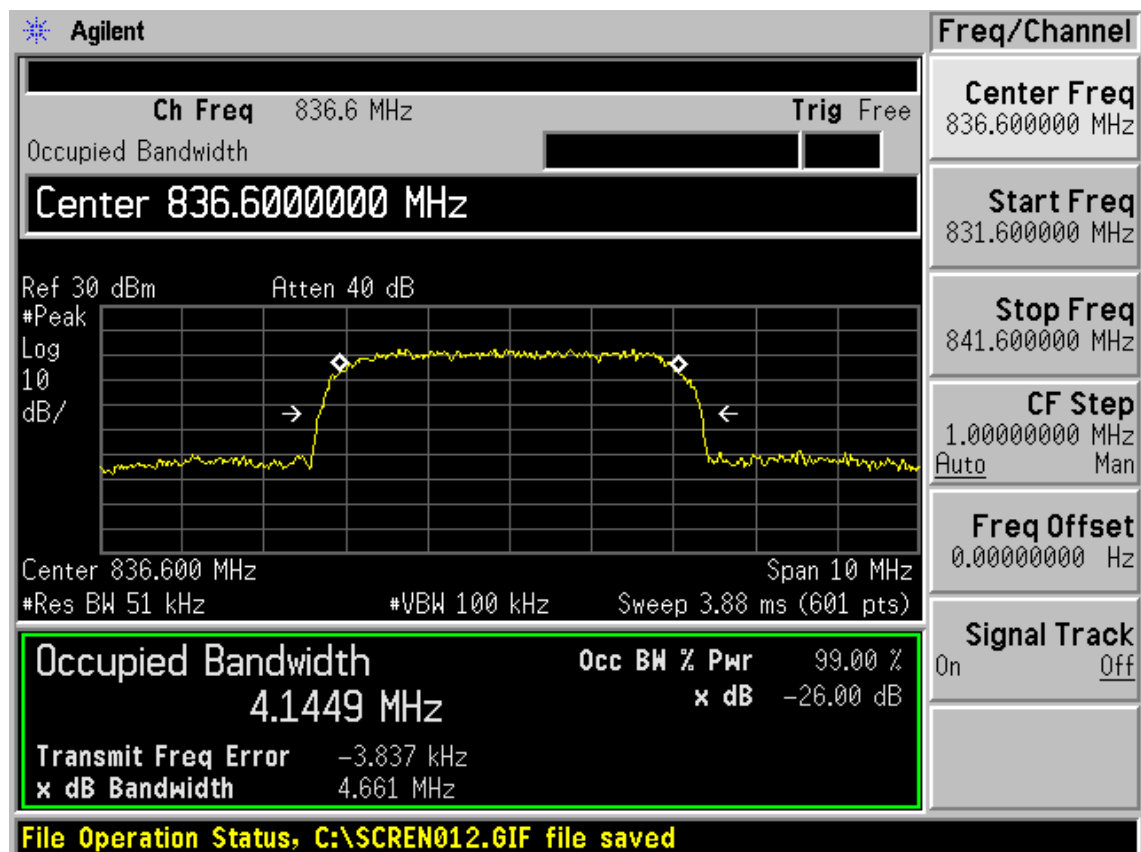 Agilent
Freq/Channel
Ch Freq 836.6 MHz Trig Free
Occupied Bandwidth
Center 836.6000000 MHz
Ref 30 dBm Atten 40 dB
#Peak
Log
10
dB/
Center 836.600 MHz Span 10 MHz
#Res BW 51 kHz #VBW 100 kHz Sweep 3.88 ms (601 pts)
Occupied Bandwidth
4.1449 MHz
Occ BW % Pwr 99.00 %
x dB -26.00 dB
Transmit Freq Error -3.837 kHz
x dB Bandwidth 4.661 MHz
File Operation Status, C:\SCREN012.GIF file saved
Center Freq
836.600000 MHz
Start Freq
831.600000 MHz
Stop Freq
841.600000 MHz
CF Step
1.00000000 MHz
Auto Man
Freq Offset
0.00000000 Hz
Signal Track
On Off